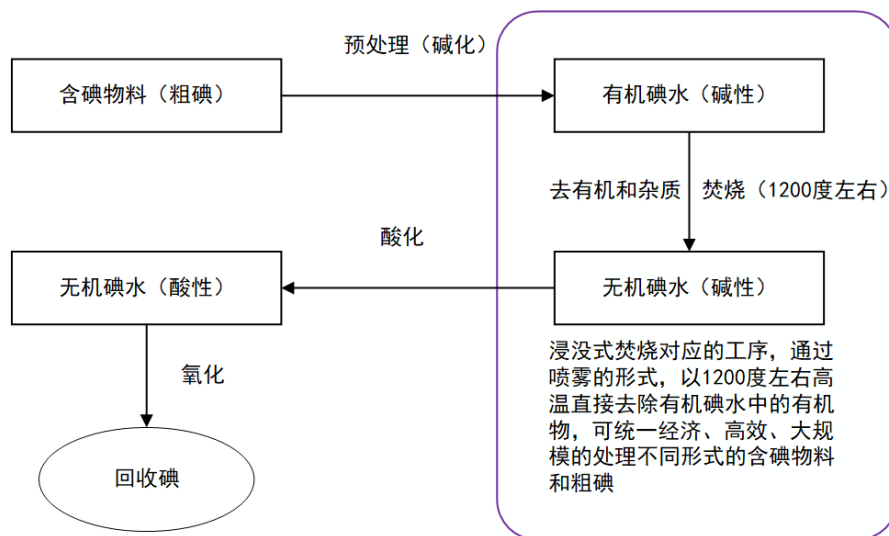 预处理（碱化）
含碘物料（粗碘）
有机碘水（碱性）
去有机和杂质
焚烧（1200度左右）
酸化
无机碘水（酸性）
无机碘水（碱性）
氧化
浸没式焚烧对应的工序，通过
喷雾的形式，以1200度左右高
温直接去除有机碘水中的有机
物，可统一经济、高效、大规
模的处理不同形式的含碘物料
和粗碘
回收碘